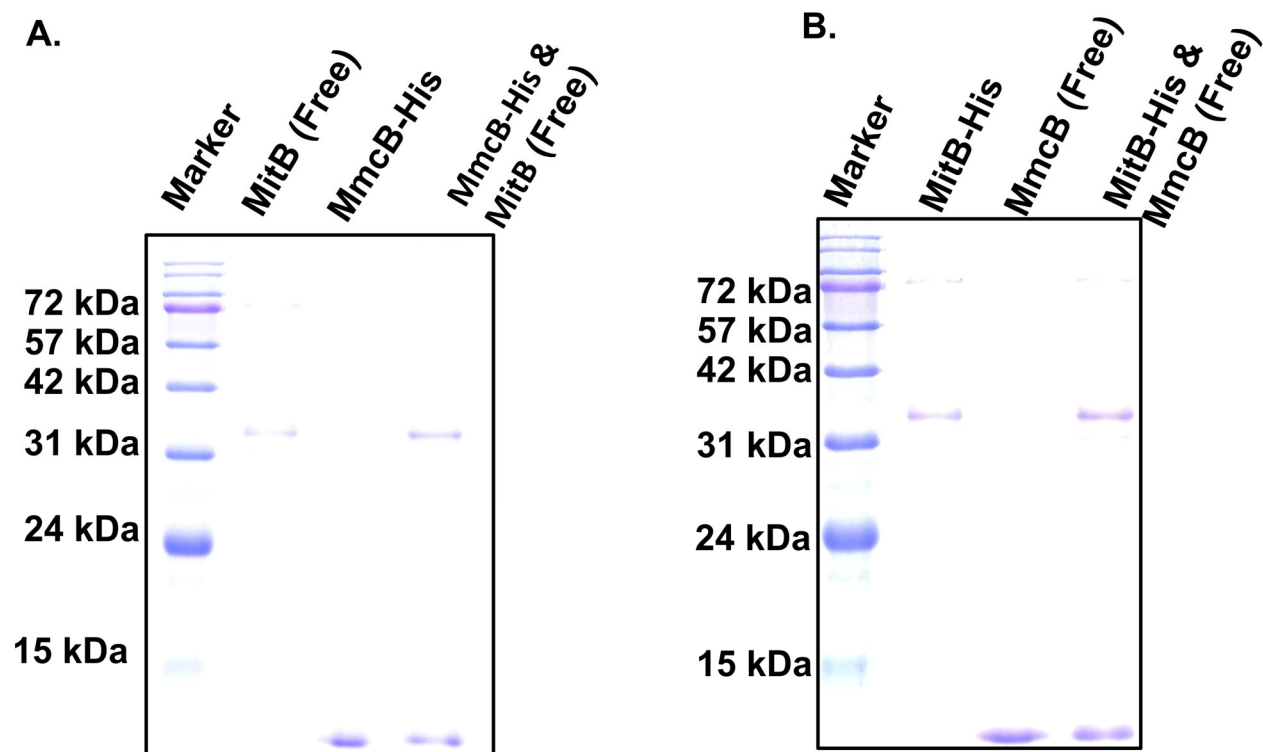 A.
Marker
MitB (Free)
MmcB-His
MmcB-His &
MitB (Free)
72 kDa
57 kDa
42 kDa
31 kDa
24 kDa
15 kDa
B.
Marker
MitB-His
MmcB (Free)
MitB-His &
MmcB (Free)
72 kDa
57 kDa
42 kDa
31 kDa
24 kDa
15 kDa